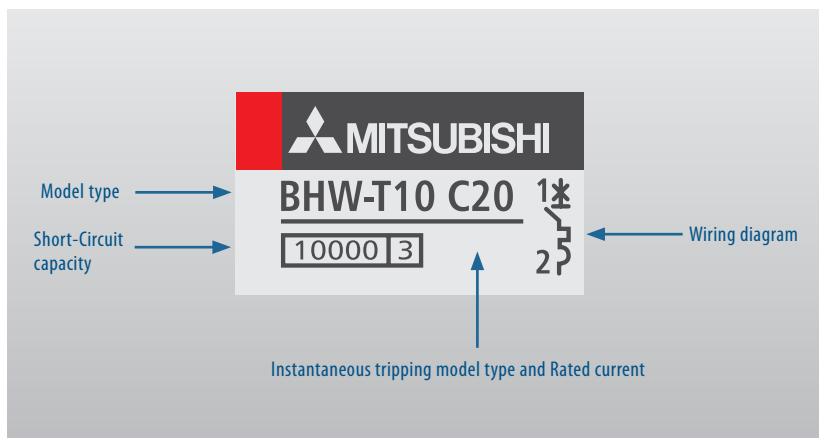 MITSUBISHI
Model type
BHW-T10 C20
1
Short-Circuit
capacity
10000 3
2
Wiring diagram
Instantaneous tripping model type and Rated current